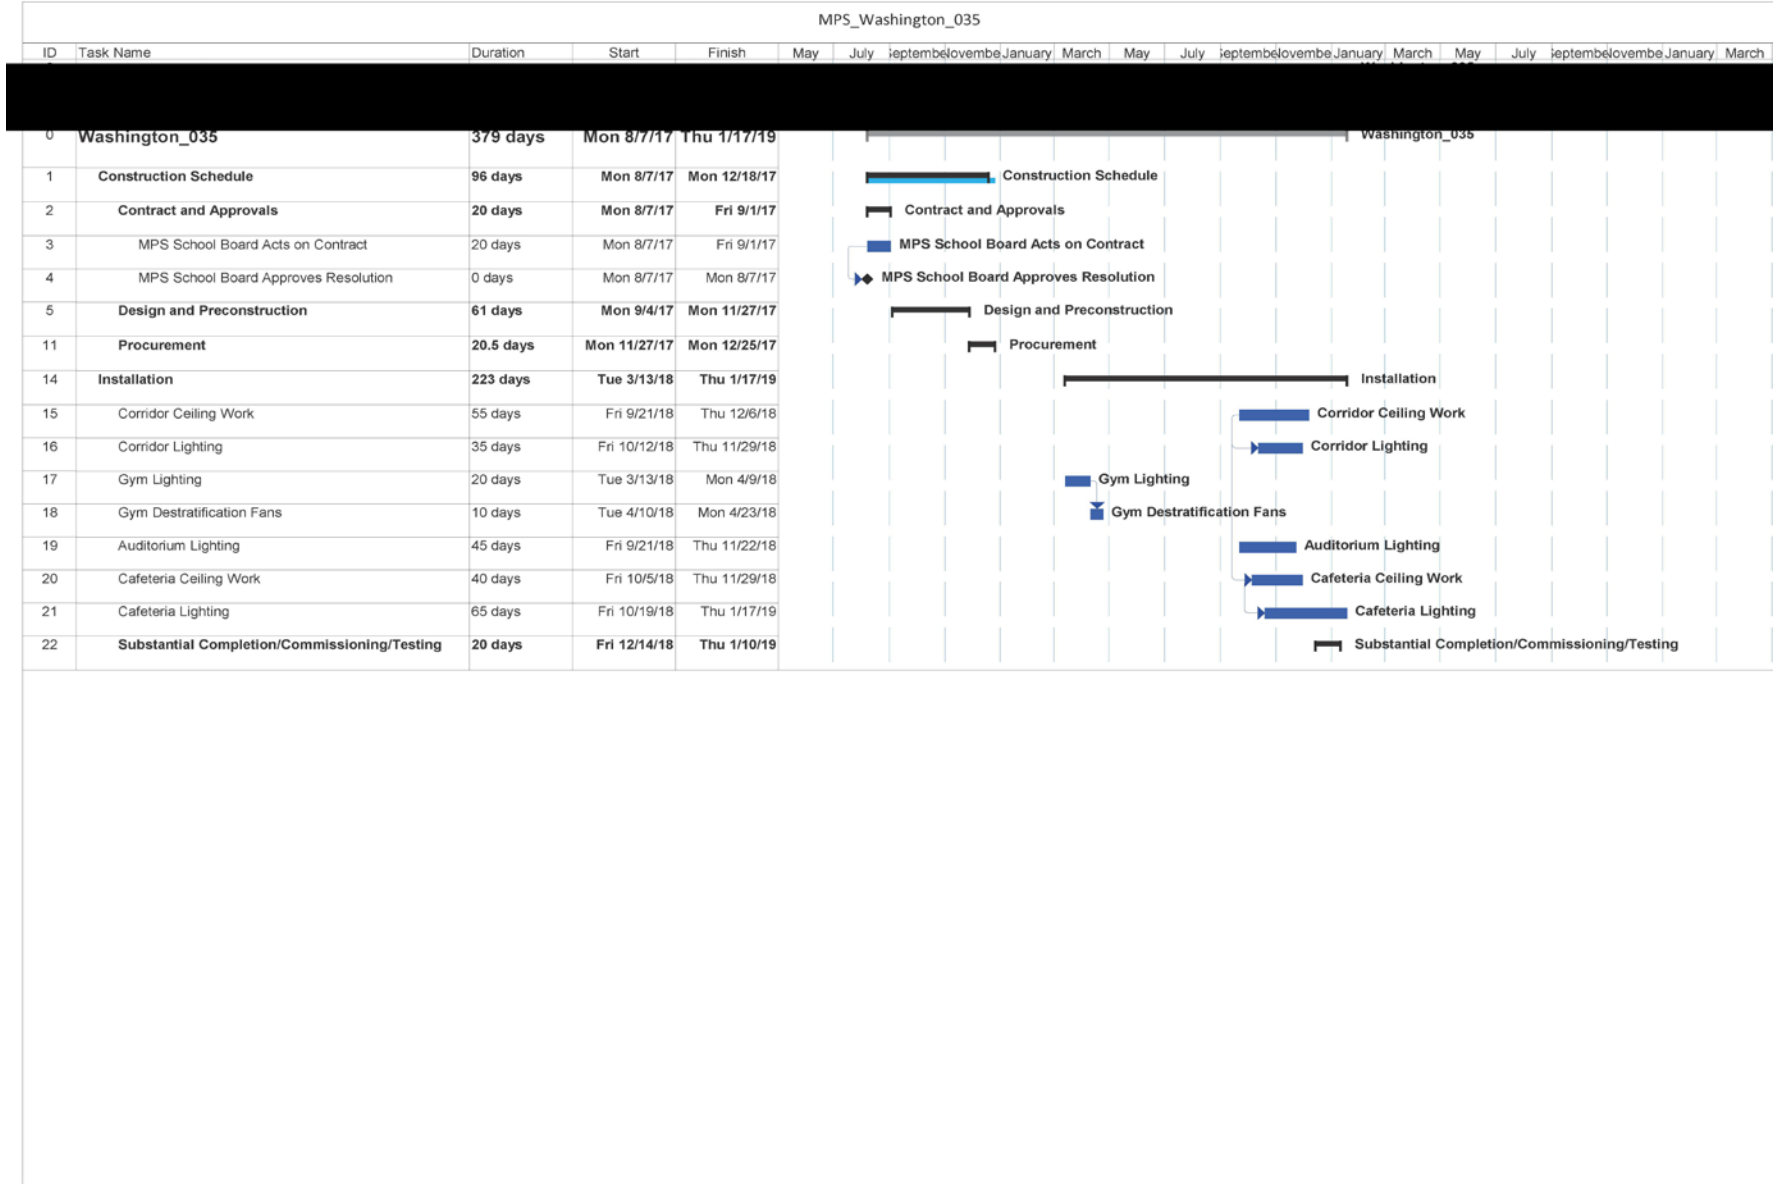 MPS_Washington_035
ID Task Name Duration Start Finish May July September November January March May July September November January March May July September November January March
0 Washington_035 379 days Mon 8/7/17 Thu 1/17/19 Washington_035
1 Construction Schedule 96 days Mon 8/7/17 Mon 12/18/17 Construction Schedule
2 Contract and Approvals 20 days Mon 8/7/17 Fri 9/1/17 Contract and Approvals
3 MPS School Board Acts on Contract 20 days Mon 8/7/17 Fri 9/1/17 MPS School Board Acts on Contract
4 MPS School Board Approves Resolution 0 days Mon 8/7/17 Mon 8/7/17 MPS School Board Approves Resolution
5 Design and Preconstruction 61 days Mon 9/4/17 Mon 11/27/17 Design and Preconstruction
11 Procurement 20.5 days Mon 11/27/17 Mon 12/25/17 Procurement
14 Installation 223 days Tue 3/13/18 Thu 1/17/19 Installation
15 Corridor Ceiling Work 55 days Fri 9/21/18 Thu 12/6/18 Corridor Ceiling Work
16 Corridor Lighting 35 days Fri 10/12/18 Thu 11/29/18 Corridor Lighting
17 Gym Lighting 20 days Tue 3/13/18 Mon 4/9/18 Gym Lighting
18 Gym Destratification Fans 10 days Tue 4/10/18 Mon 4/23/18 Gym Destratification Fans
19 Auditorium Lighting 45 days Fri 9/21/18 Thu 11/22/18 Auditorium Lighting
20 Cafeteria Ceiling Work 40 days Fri 10/5/18 Thu 11/29/18 Cafeteria Ceiling Work
21 Cafeteria Lighting 65 days Fri 10/19/18 Thu 1/17/19 Cafeteria Lighting
22 Substantial Completion/Commissioning/Testing 20 days Fri 12/14/18 Thu 1/10/19 Substantial Completion/Commissioning/Testing